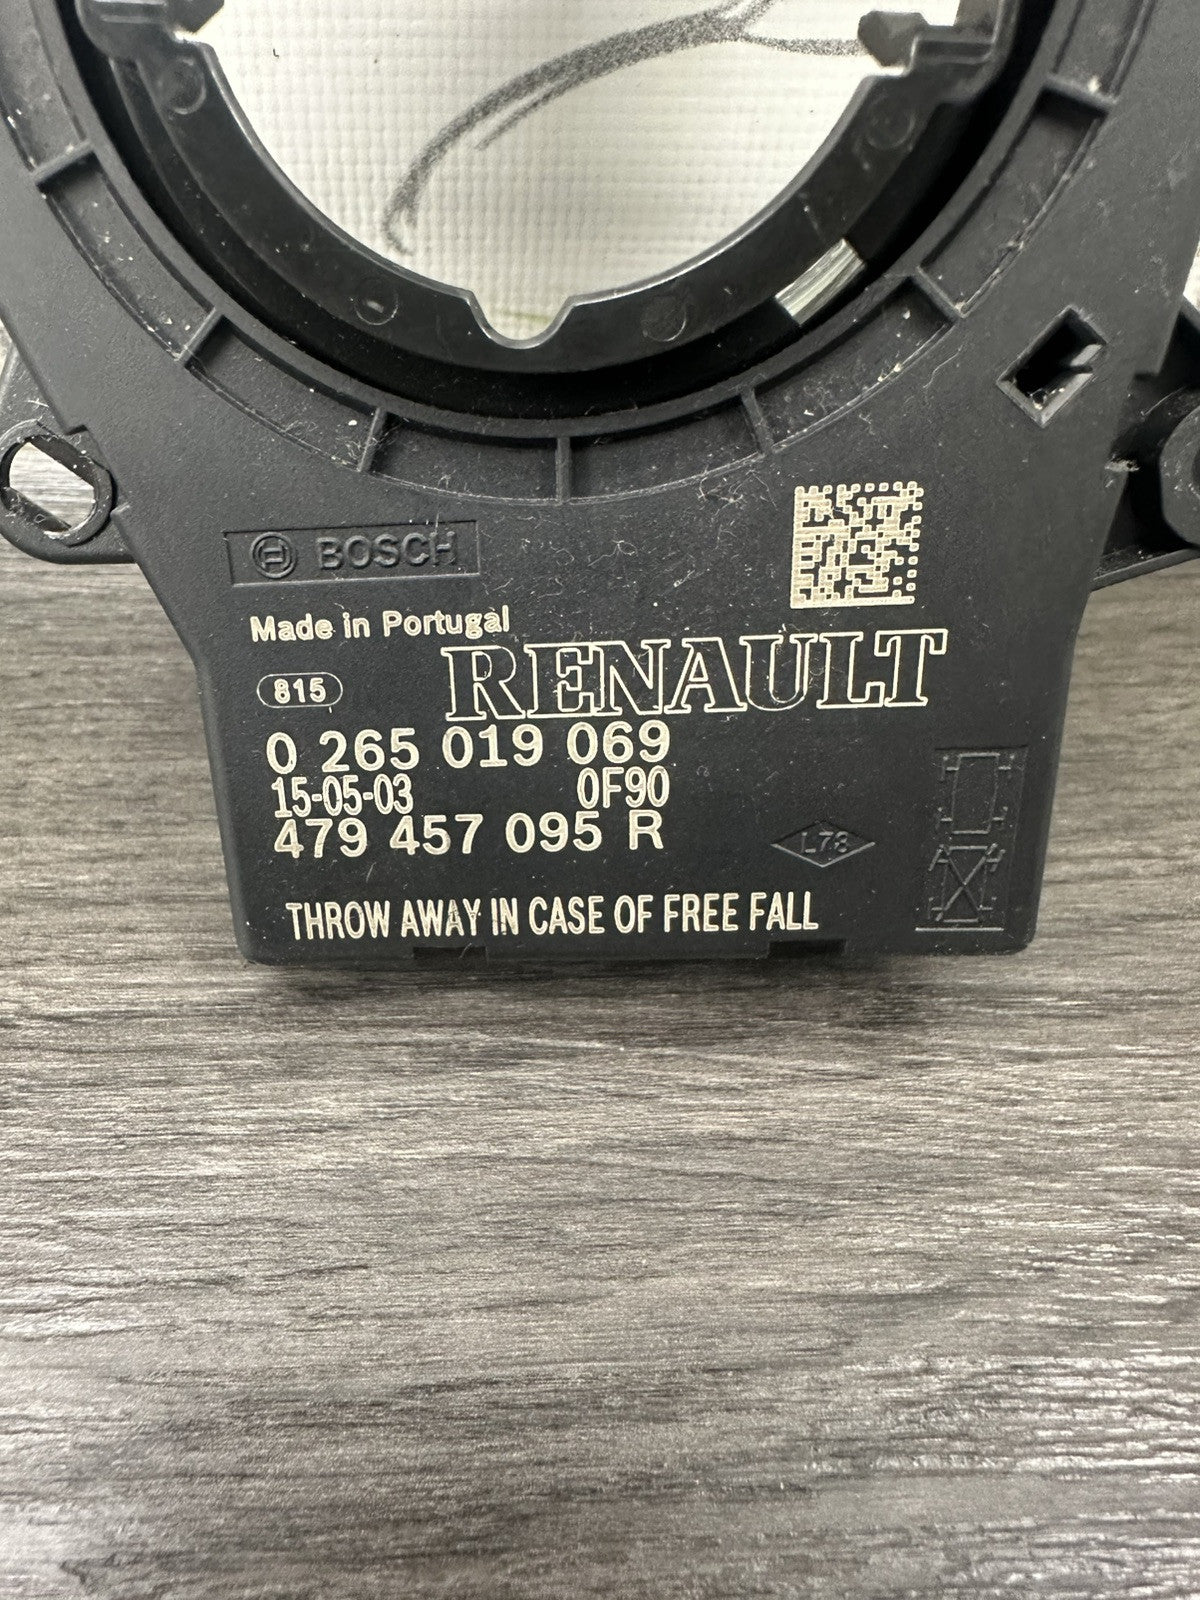 BOSCH
Made in Portugal
815
RENAULT
0 265 019 069
15-05-03 0F90
479 457 095 R
L78
THROW AWAY IN CASE OF FREE FALL